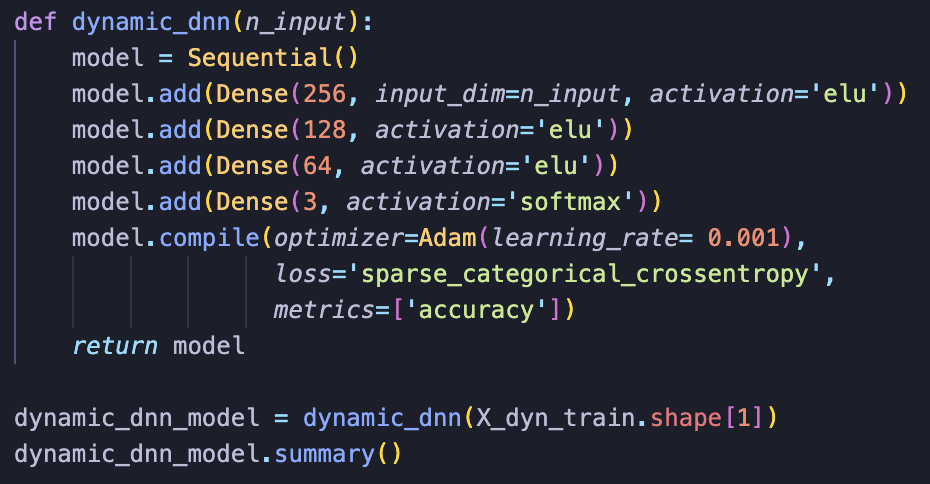 def dynamic_dnn(n_input):
    model = Sequential()
    model.add(Dense(256, input_dim=n_input, activation='elu'))
    model.add(Dense(128, activation='elu'))
    model.add(Dense(64, activation='elu'))
    model.add(Dense(3, activation='softmax'))
    model.compile(optimizer=Adam(learning_rate= 0.001),
                  loss='sparse_categorical_crossentropy',
                  metrics=['accuracy'])
    return model

dynamic_dnn_model = dynamic_dnn(X_dyn_train.shape[1])
dynamic_dnn_model.summary()